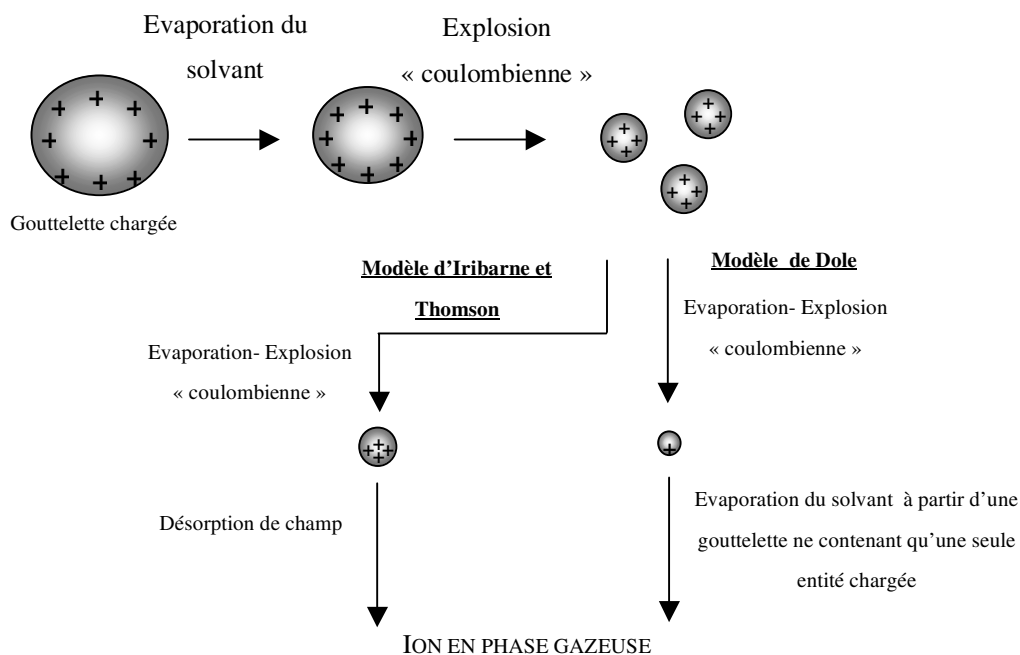 Evaporation du
solvant
Explosion
« coulombienne »
Gouttelette chargée
Modèle d'Iribarne et
Thomson
Modèle de Dole
Evaporation- Explosion
« coulombienne »
Evaporation- Explosion
« coulombienne »
Désorption de champ
Evaporation du solvant à partir d'une
gouttelette ne contenant qu'une seule
entité chargée
ION EN PHASE GAZEUSE